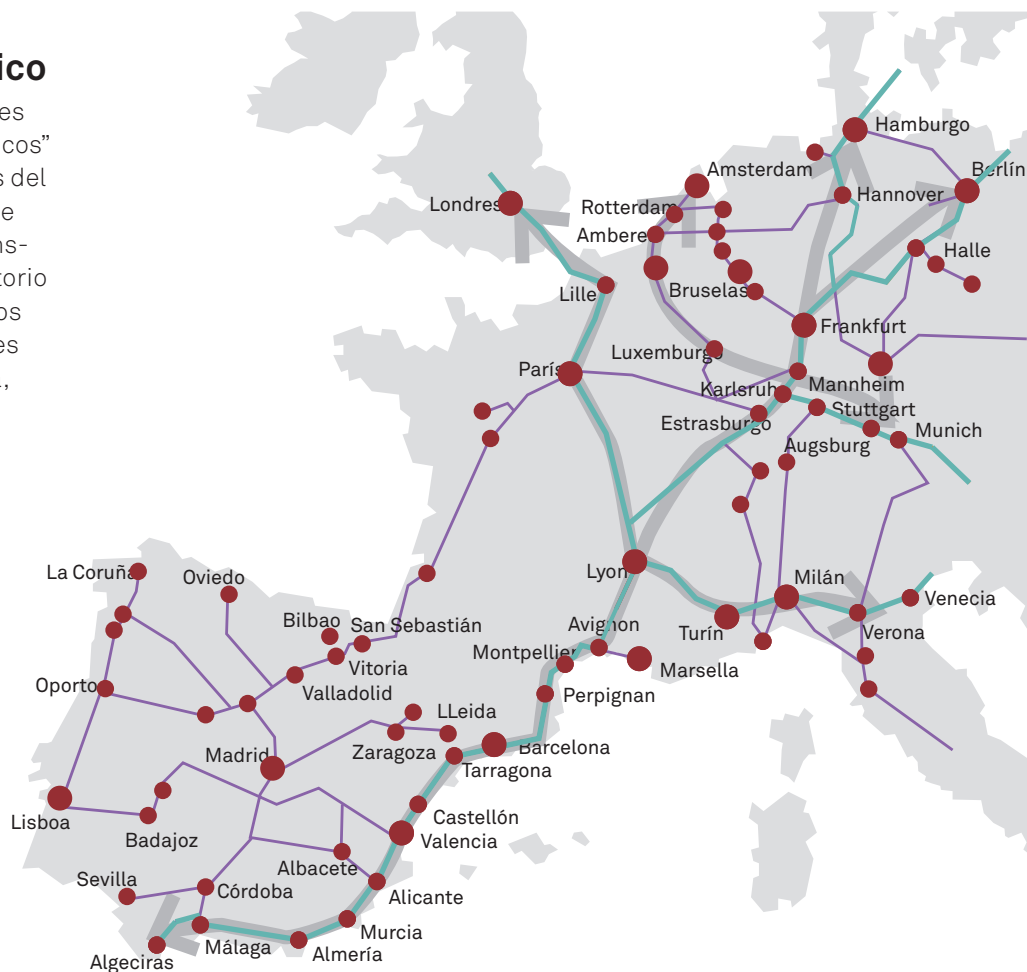 ico
es
cos”
s del
e
ns-
itorio
os
es
,
Hamburgo
Amsterdam
Berlín
Londres
Rotterdam
Hannover
Ambere
Halle
Lille
Bruselas
Frankfurt
Luxemburgo
París
Karlsruh
Mannheim
Estrasburgo
Stuttgart
Augsburg
Munich
La Coruña
Oviedo
Lyon
Milán
Venecia
Bilbao
San Sebastián
Avignon
Turín
Verona
Vitoria
Montpellier
Marsella
Oporto
Valladolid
Perpignan
LLeida
Madrid
Zaragoza
Barcelona
Tarragona
Lisboa
Castellón
Badajoz
Valencia
Albacete
Sevilla
Córdoba
Alicante
Murcia
Málaga
Almería
Algeciras